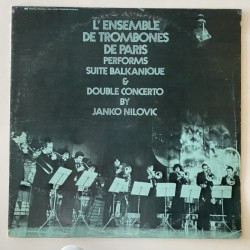 L'ENSEMBLE
DE TROMBONES
DE PARIS
PERFORMS
SUITE BALKANIQUE
&
DOUBLE CONCERTO
BY
JANKO NILOVIC